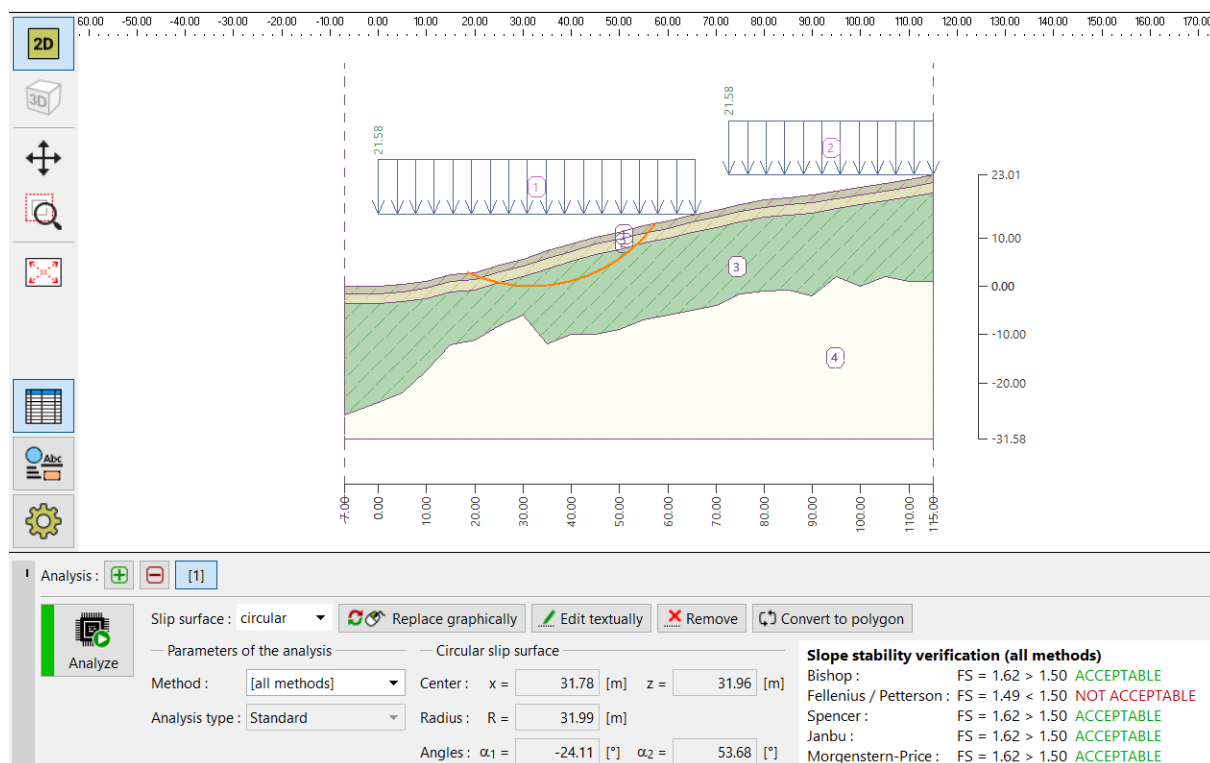 60.00 -50.00 -40.00 -30.00 -20.00 -10.00 0.00 10.00 20.00 30.00 40.00 50.00 60.00 70.00 80.00 90.00 100.00 110.00 120.00 130.00 140.00 150.00 160.00 170.00
2D
3D
21.58
21.58
2
1
23.01
10.00
3
0.00
-10.00
4
-20.00
-31.58
Abc
-7.00 0.00 10.00 20.00 30.00 40.00 50.00 60.00 70.00 80.00 90.00 100.00 110.00 115.00
Analysis : [1]
Analyze
Slip surface : circular Replace graphically Edit textually Remove Convert to polygon
Parameters of the analysis
Method : [all methods]
Analysis type : Standard
Circular slip surface
Center : x = 31.78 [m] z = 31.96 [m]
Radius : R = 31.99 [m]
Angles : α1 = -24.11 [°] α2 = 53.68 [°]
Slope stability verification (all methods)
Bishop : FS = 1.62 > 1.50 ACCEPTABLE
Fellenius / Petterson : FS = 1.49 < 1.50 NOT ACCEPTABLE
Spencer : FS = 1.62 > 1.50 ACCEPTABLE
Janbu : FS = 1.62 > 1.50 ACCEPTABLE
Morgenstern-Price : FS = 1.62 > 1.50 ACCEPTABLE